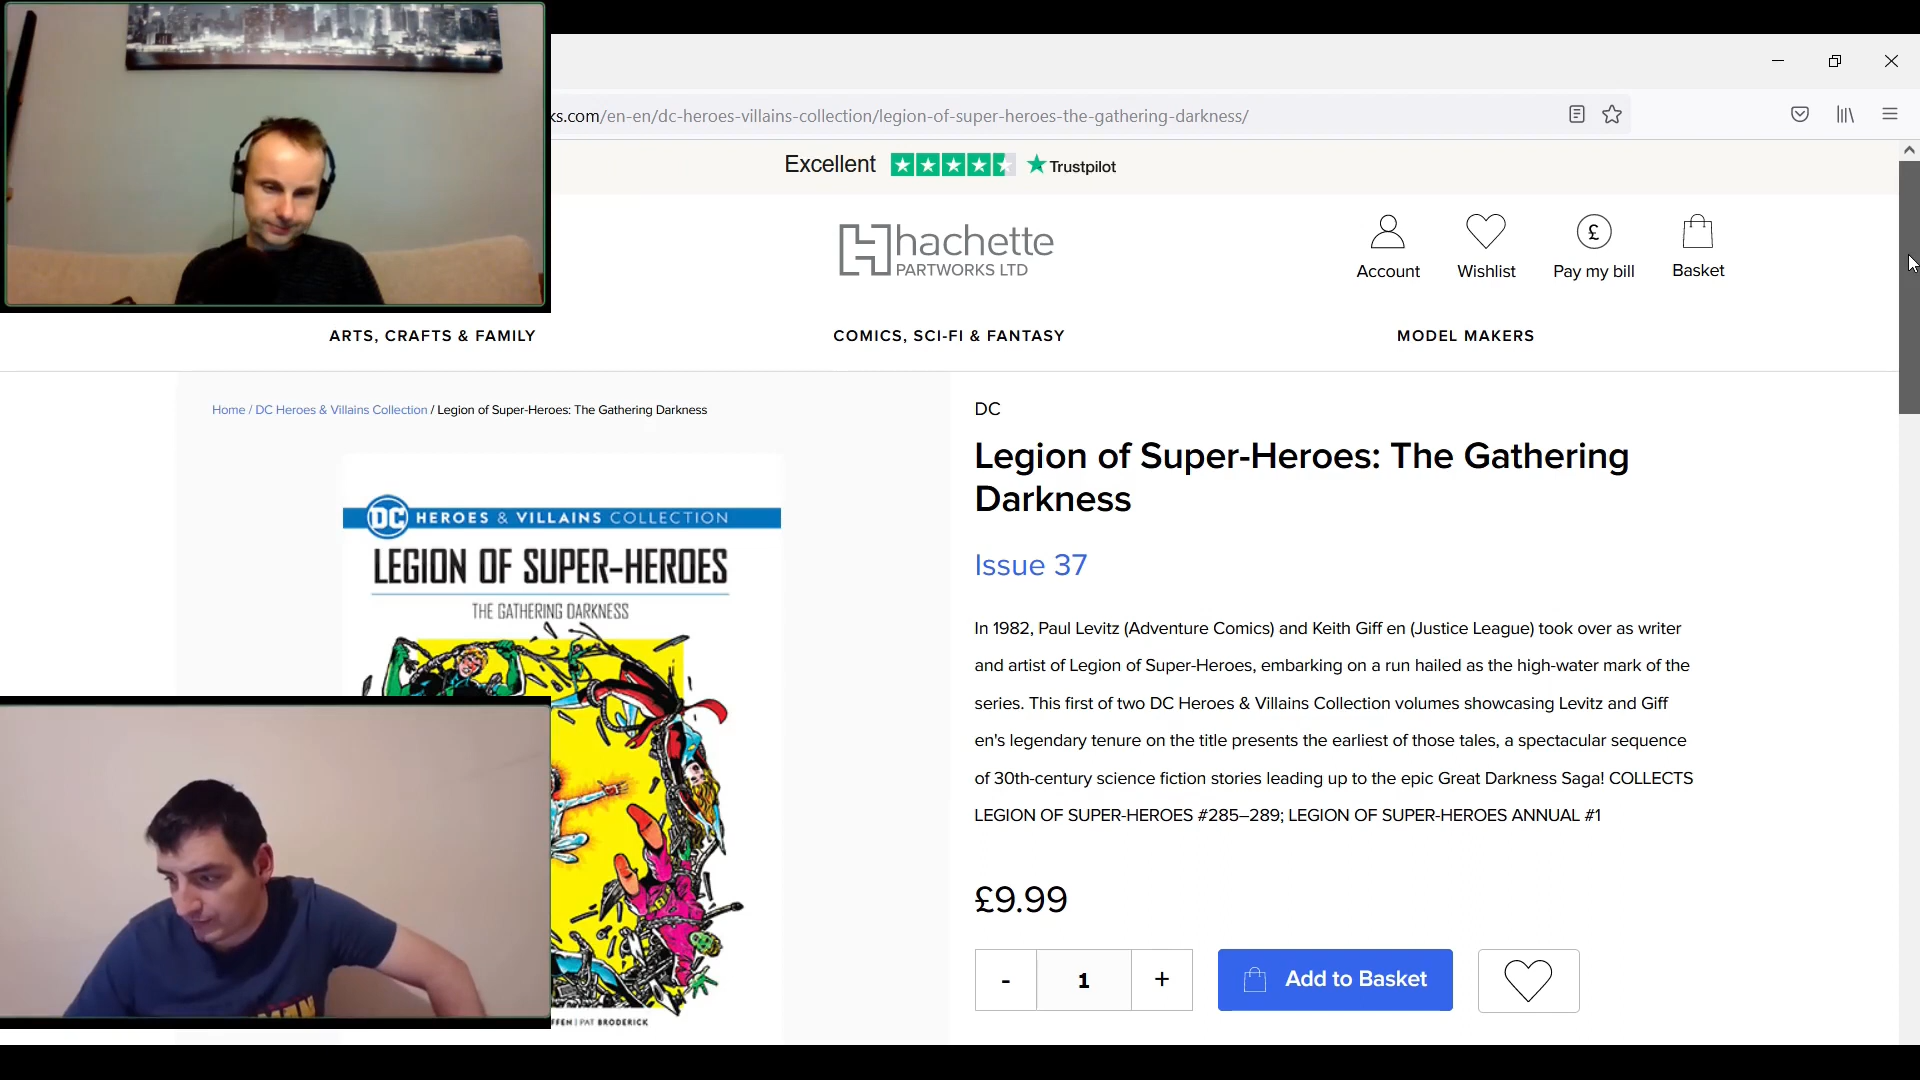 ks.com/en-en/dc-heroes-villains-collection/legion-of-super-heroes-the-gathering-darkness/
Excellent Trustpilot
hachette
PARTWORKS LTD
Account Wishlist Pay my bill Basket
£
ARTS, CRAFTS & FAMILY COMICS, SCI-FI & FANTASY MODEL MAKERS
Home / DC Heroes & Villains Collection / Legion of Super-Heroes: The Gathering Darkness
DC HEROES & VILLAINS COLLECTION
LEGION OF SUPER-HEROES
THE GATHERING DARKNESS
FFEN | PAT BRODERICK
DC
Legion of Super-Heroes: The Gathering
Darkness
Issue 37
In 1982, Paul Levitz (Adventure Comics) and Keith Giff en (Justice League) took over as writer
and artist of Legion of Super-Heroes, embarking on a run hailed as the high-water mark of the
series. This first of two DC Heroes & Villains Collection volumes showcasing Levitz and Giff
en's legendary tenure on the title presents the earliest of those tales, a spectacular sequence
of 30th-century science fiction stories leading up to the epic Great Darkness Saga! COLLECTS
LEGION OF SUPER-HEROES #285–289; LEGION OF SUPER-HEROES ANNUAL #1
£9.99
- 1 + Add to Basket